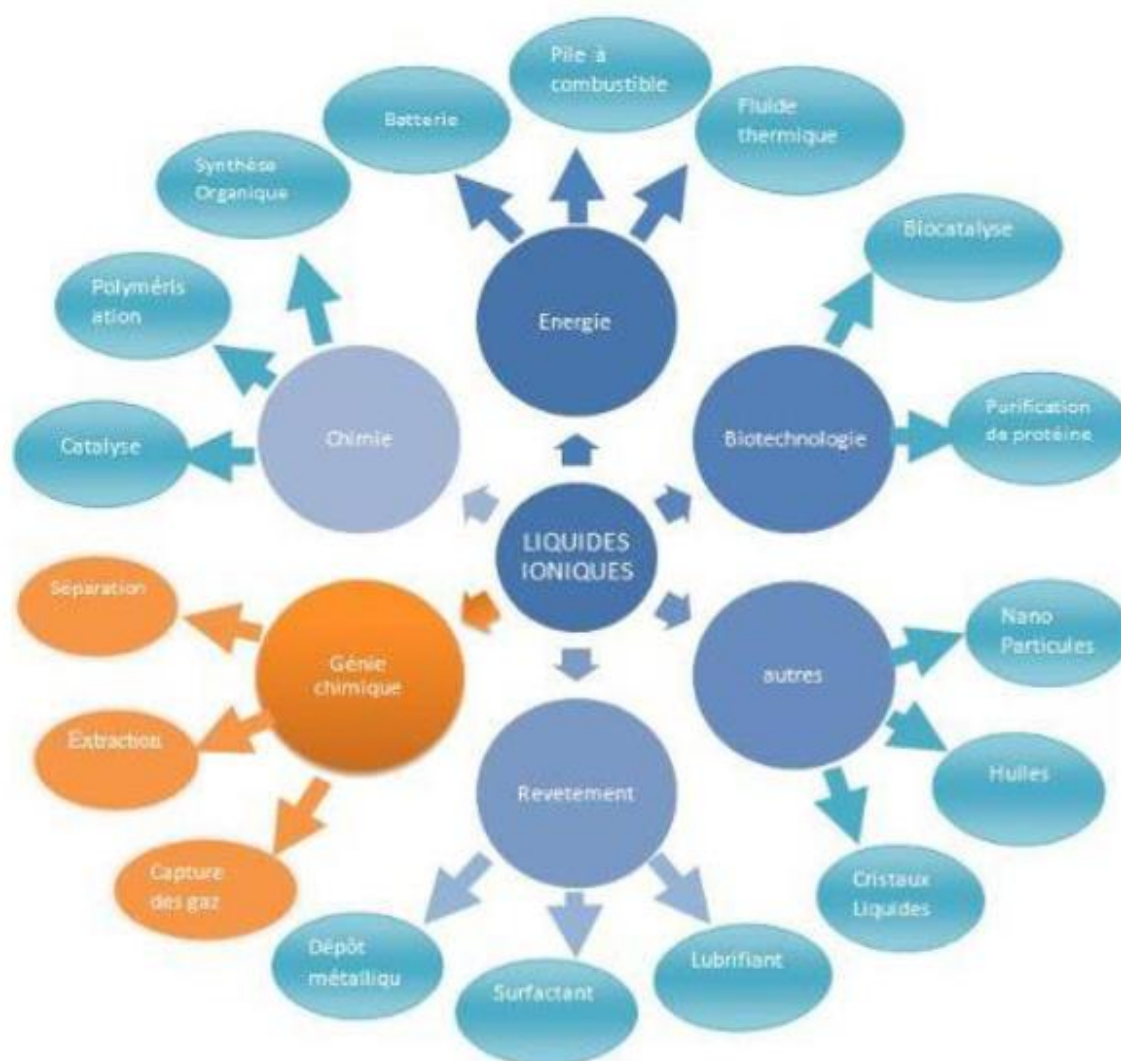 Pile à
combustible
Fluide
thermique
Batterie
Synthèse
Organique
Biocatalyse
Polyméris
ation
Energie
Catalyse
Chimie
Biotechnologie
Purification
de protéine
LIQUIDES
IONIQUES
Séparation
Génie
chimique
autres
Nano
Particules
Extraction
Revetement
Huiles
Capture
des gaz
Cristaux
Liquides
Dépôt
métalliqu
Surfactant
Lubrifiant